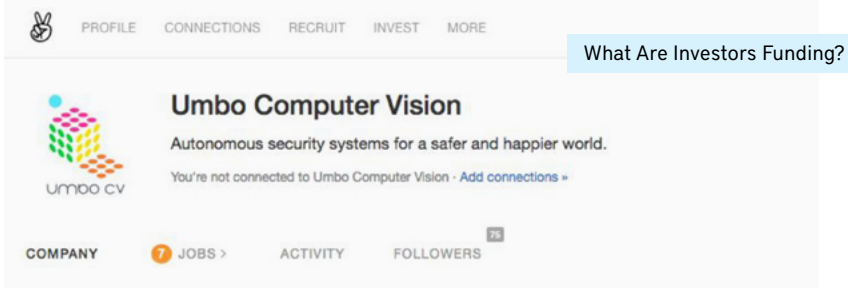 PROFILE CONNECTIONS RECRUIT INVEST MORE
What Are Investors Funding?
Umbo Computer Vision
Autonomous security systems for a safer and happier world.
You're not connected to Umbo Computer Vision · Add connections »
umbo cv
COMPANY 7 JOBS > ACTIVITY FOLLOWERS 75